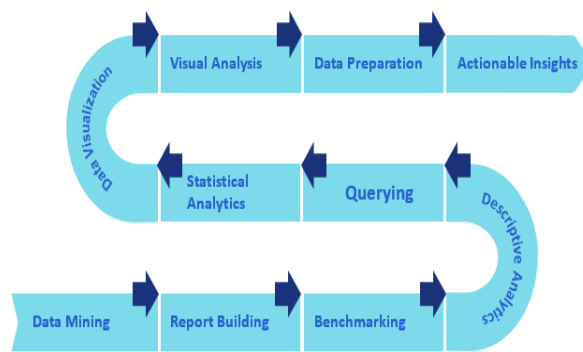 Visual Analysis
Data Preparation
Actionable Insights
Data Visualization
Statistical
Analytics
Querying
Descriptive Analytics
Data Mining
Report Building
Benchmarking